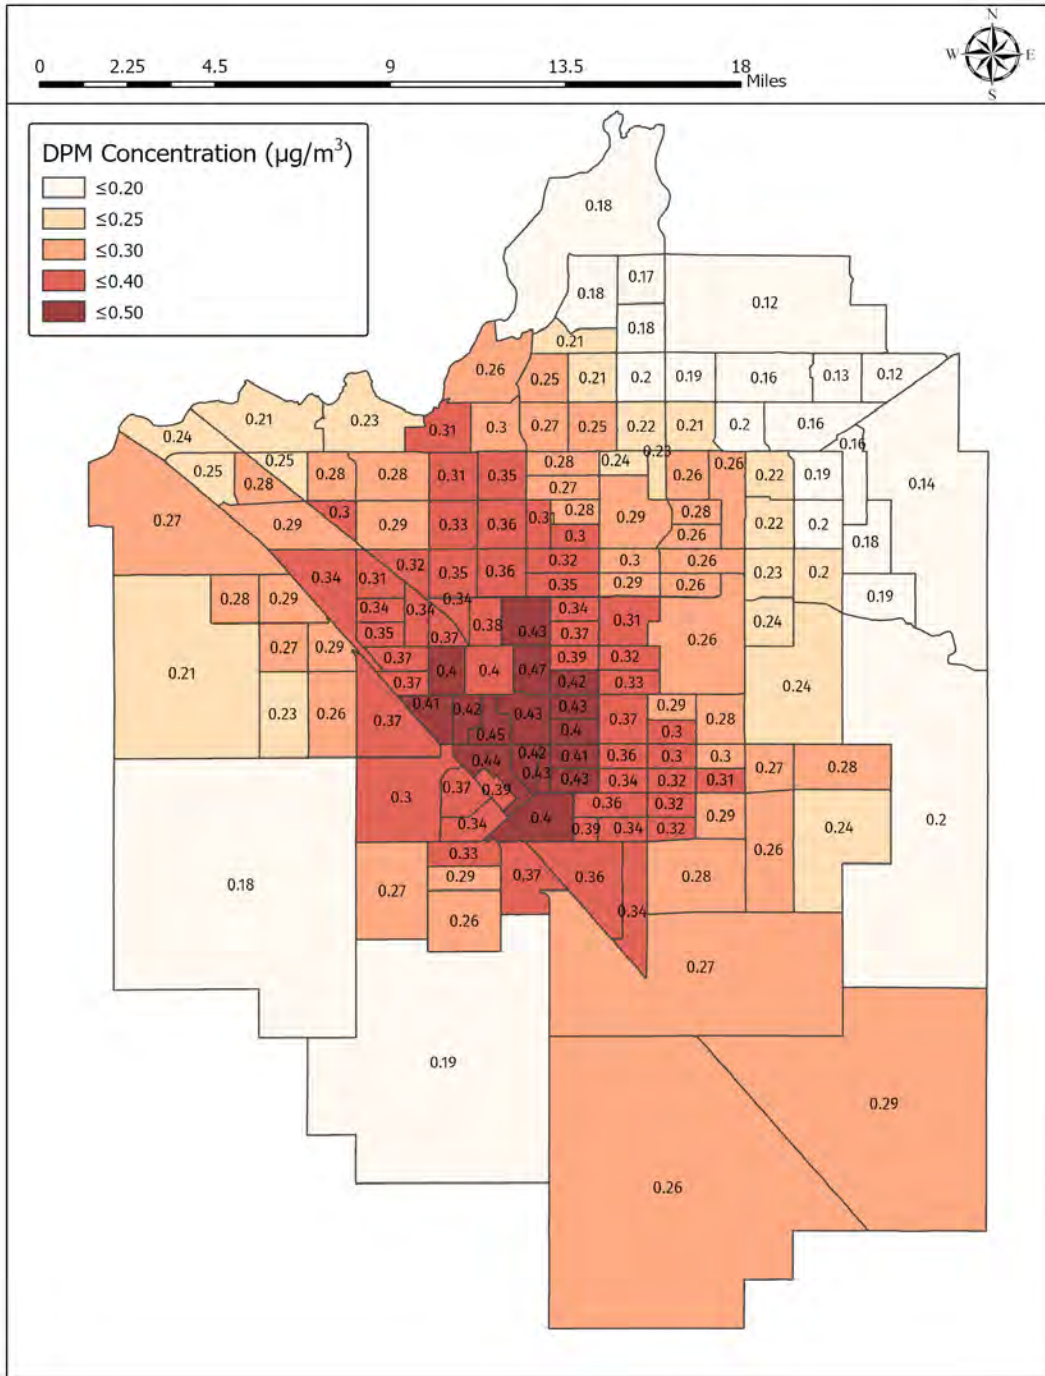 N
W E
S
0 2.25 4.5 9 13.5 18
Miles
DPM Concentration (µg/m³)
≤0.20
≤0.25
≤0.30
≤0.40
≤0.50
0.18
0.17
0.18 0.12
0.18
0.21
0.26 0.25 0.21 0.2 0.19 0.16 0.13 0.12
0.21 0.23 0.31 0.3 0.27 0.25 0.22 0.21 0.2 0.16
0.24 0.16
0.25 0.25 0.28 0.28 0.31 0.35 0.28 0.24 0.23 0.26 0.26 0.22 0.19
0.28 0.27 0.14
0.27 0.29 0.3 0.29 0.33 0.36 0.31 0.28 0.29 0.28 0.22 0.2
0.3 0.26 0.18
0.34 0.31 0.32 0.35 0.36 0.32 0.3 0.26 0.23 0.2
0.35 0.29 0.26 0.19
0.28 0.29 0.34 0.34 0.34 0.38 0.43 0.34 0.31 0.24
0.35 0.37 0.37 0.26
0.27 0.29 0.37 0.4 0.4 0.47 0.39 0.32
0.21 0.37 0.42 0.33 0.24
0.23 0.26 0.37 0.41 0.42 0.43 0.43 0.37 0.29 0.28
0.45 0.4 0.3
0.44 0.42 0.41 0.36 0.3 0.3 0.27 0.28
0.3 0.37 0.39 0.43 0.43 0.34 0.32 0.31
0.34 0.4 0.36 0.32 0.29 0.26 0.24 0.2
0.39 0.34 0.32
0.18 0.27 0.33 0.37 0.36 0.28
0.29
0.26 0.34
0.27
0.19
0.29
0.26